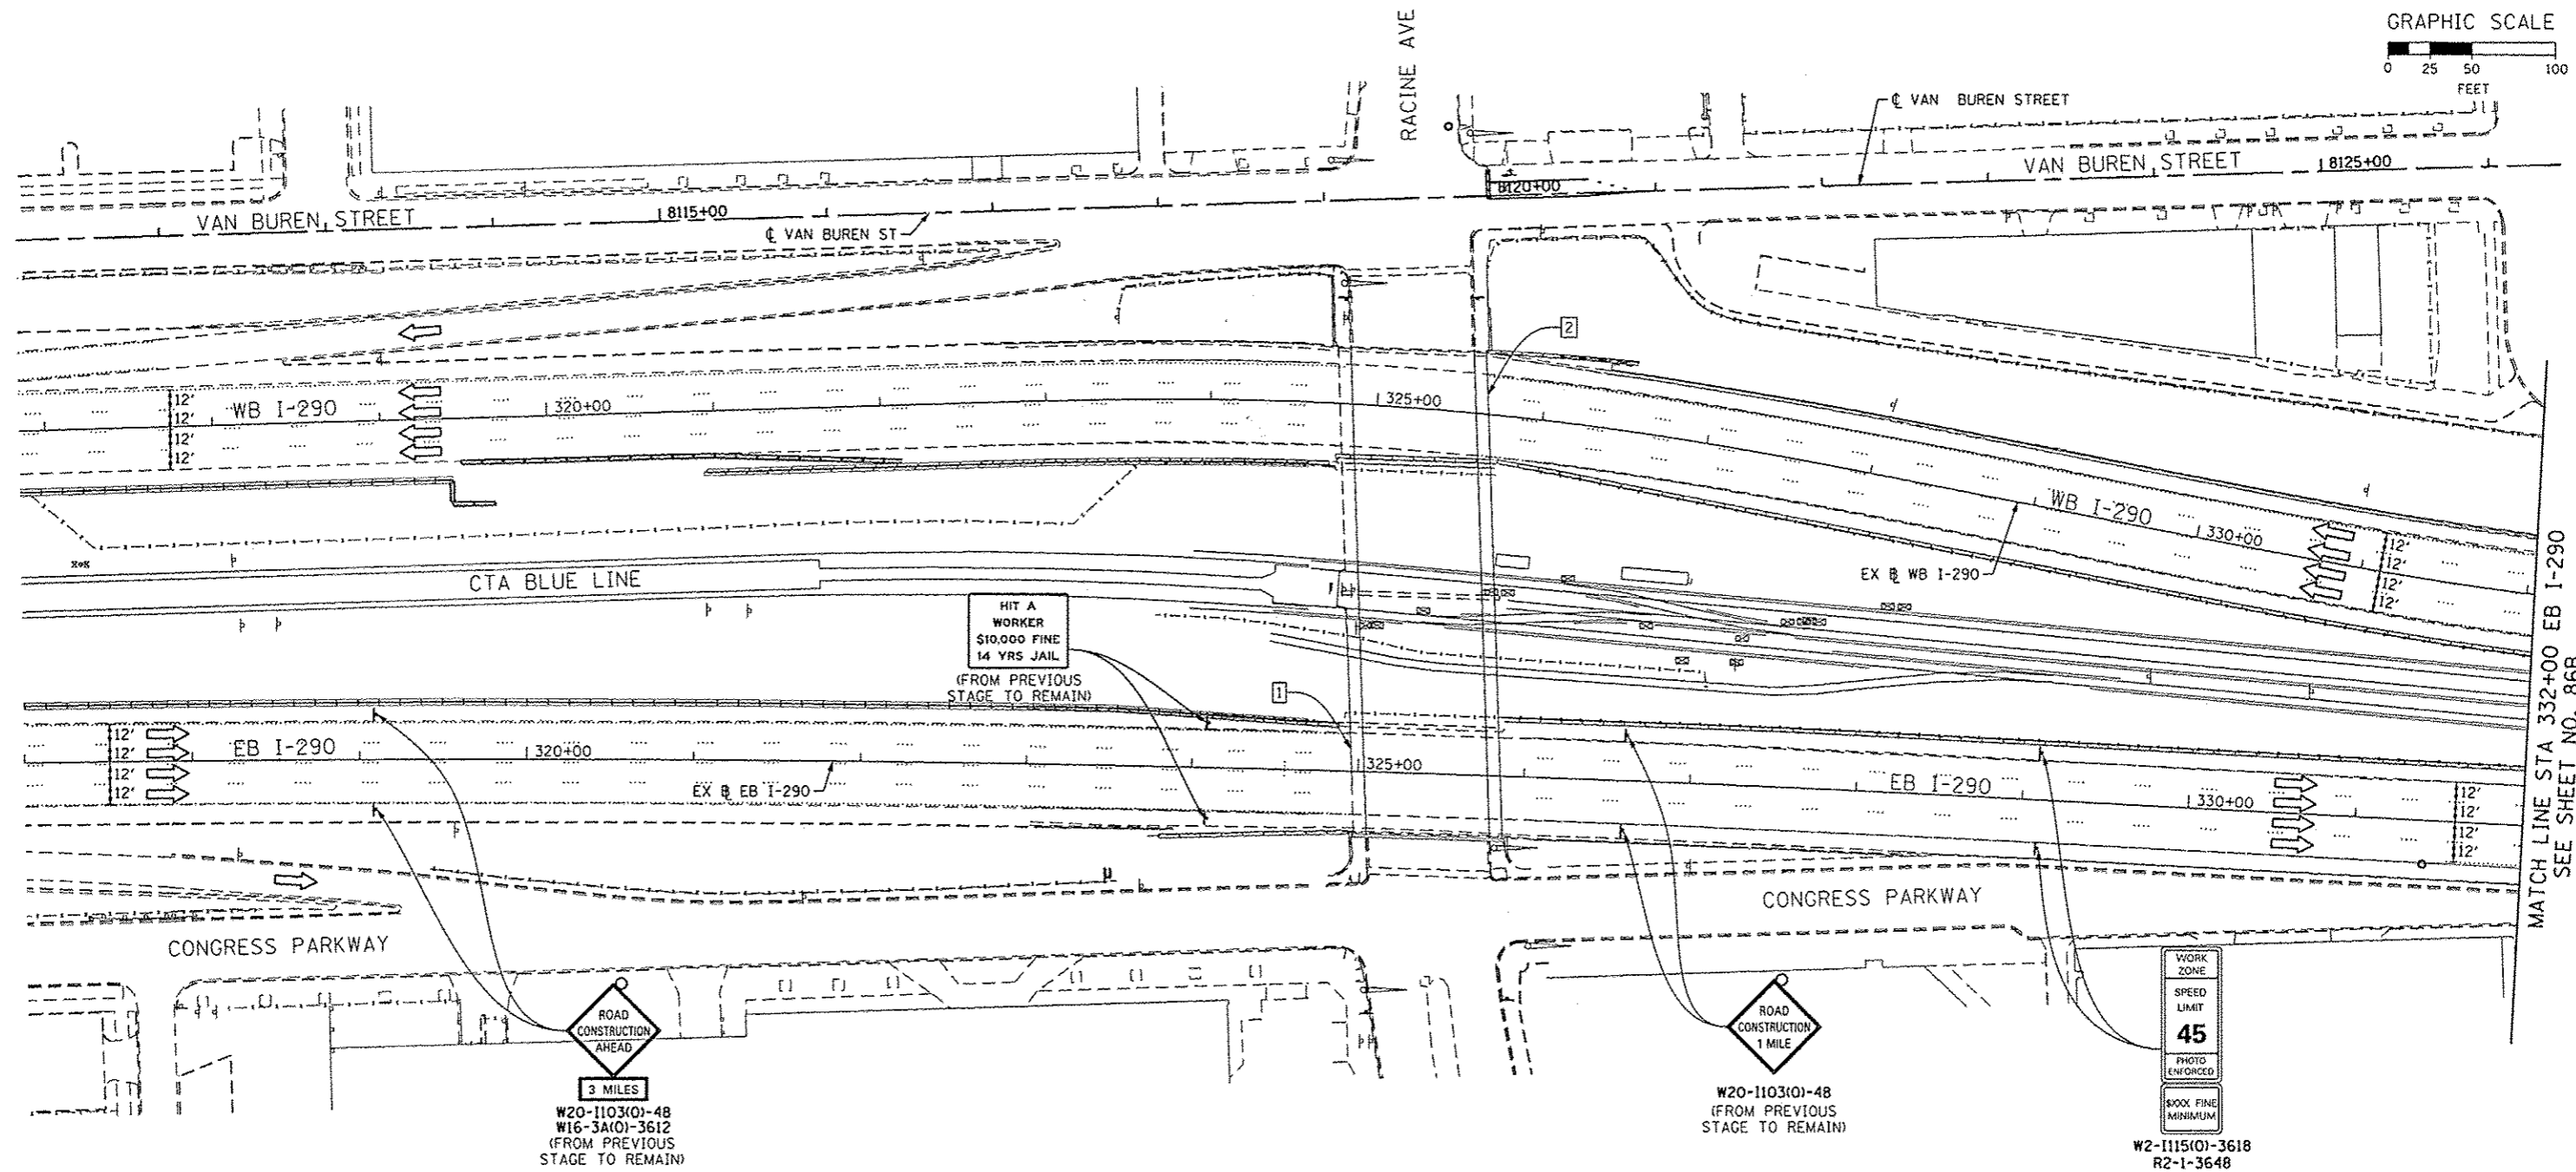 GRAPHIC SCALE
0 25 50 100
FEET
RACINE AVE
℄ VAN BUREN STREET
VAN BUREN STREET
8125+00
8120+00
VAN BUREN STREET
8115+00
℄ VAN BUREN ST
2
12'
12'
12'
12'
WB I-290
320+00
325+00
WB I-290
330+00
12'
12'
12'
12'
EX ℞ WB I-290
CTA BLUE LINE
HIT A
WORKER
$10,000 FINE
14 YRS JAIL
(FROM PREVIOUS
STAGE TO REMAIN)
1
12'
12'
12'
12'
EB I-290
320+00
325+00
EX ℞ EB I-290
EB I-290
330+00
12'
12'
12'
12'
MATCH LINE STA 332+00 EB I-290
SEE SHEET NO. 86B
CONGRESS PARKWAY
CONGRESS PARKWAY
ROAD
CONSTRUCTION
AHEAD
3 MILES
W20-I103(O)-48
W16-3A(O)-3612
(FROM PREVIOUS
STAGE TO REMAIN)
ROAD
CONSTRUCTION
1 MILE
W20-I103(O)-48
(FROM PREVIOUS
STAGE TO REMAIN)
WORK
ZONE
SPEED
LIMIT
45
PHOTO
ENFORCED
$XXX FINE
MINIMUM
W2-I115(O)-3618
R2-1-3648